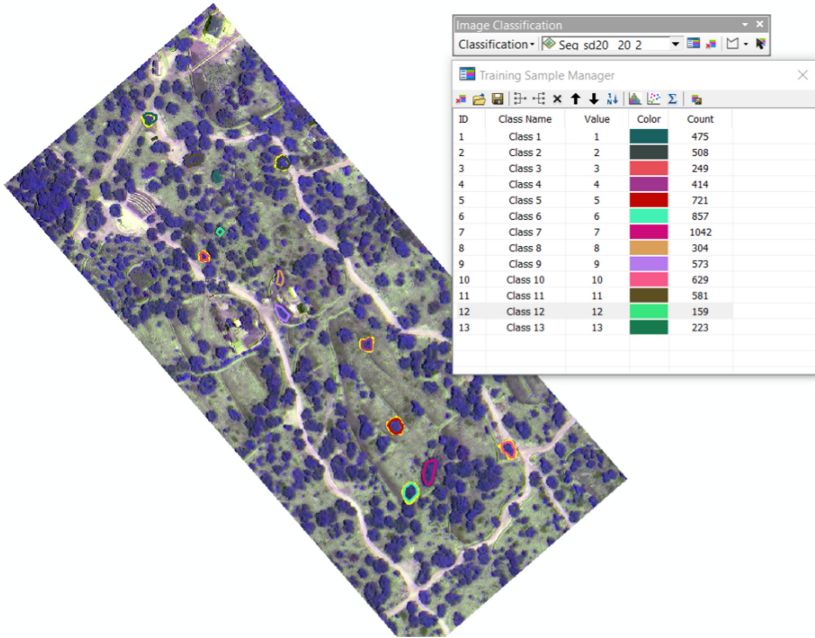 Image Classification
Classification Seg_sd20_20_2
Training Sample Manager
ID Class Name Value Color Count
1 Class 1 1 475
2 Class 2 2 508
3 Class 3 3 249
4 Class 4 4 414
5 Class 5 5 721
6 Class 6 6 857
7 Class 7 7 1042
8 Class 8 8 304
9 Class 9 9 573
10 Class 10 10 629
11 Class 11 11 581
12 Class 12 12 159
13 Class 13 13 223